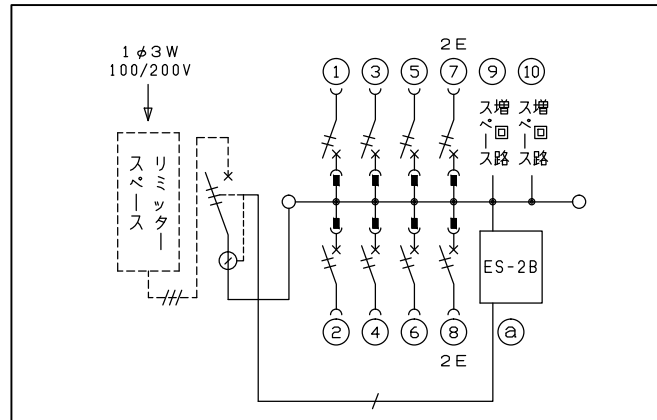 1φ3W
100/200V
リミッター
スペース
2E
① ③ ⑤ ⑦ ⑨ ⑩
増回路
スペース
増回路
スペース
ES-2B
② ④ ⑥ ⑧ ⓐ
2E